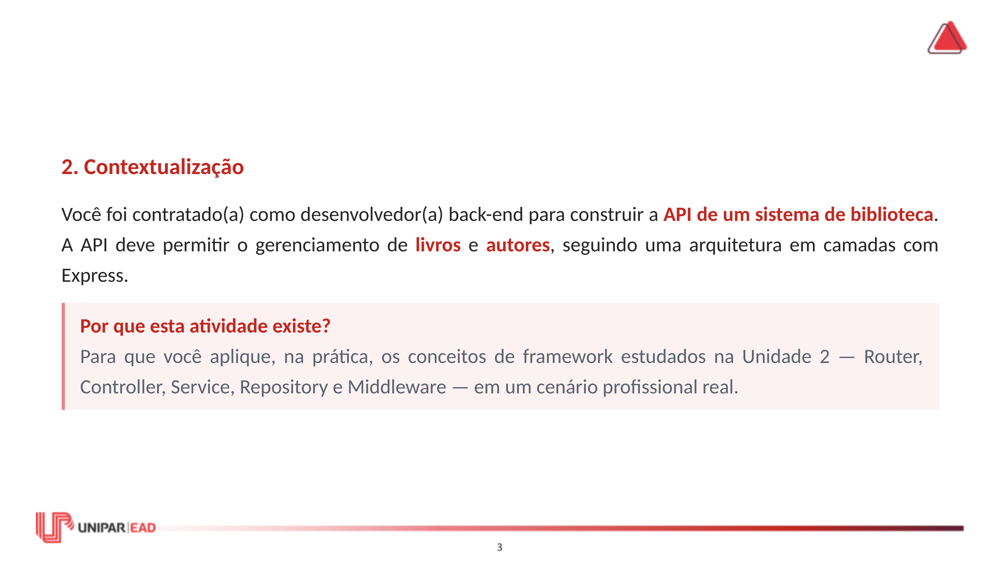 2. Contextualização
Você foi contratado(a) como desenvolvedor(a) back-end para construir a API de um sistema de biblioteca.
A API deve permitir o gerenciamento de livros e autores, seguindo uma arquitetura em camadas com
Express.
Por que esta atividade existe?
Para que você aplique, na prática, os conceitos de framework estudados na Unidade 2 — Router,
Controller, Service, Repository e Middleware — em um cenário profissional real.
UNIPAR|EAD
3